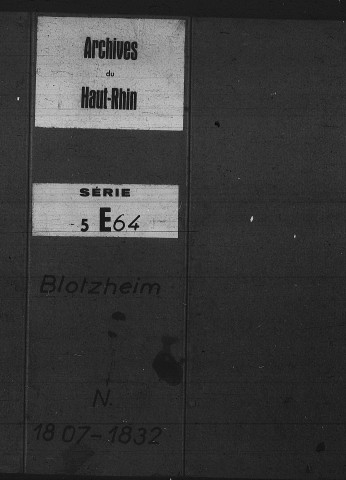 Archives
du
Haut-Rhin
SÉRIE
5 E64
Blotzheim
N.
1807-1832